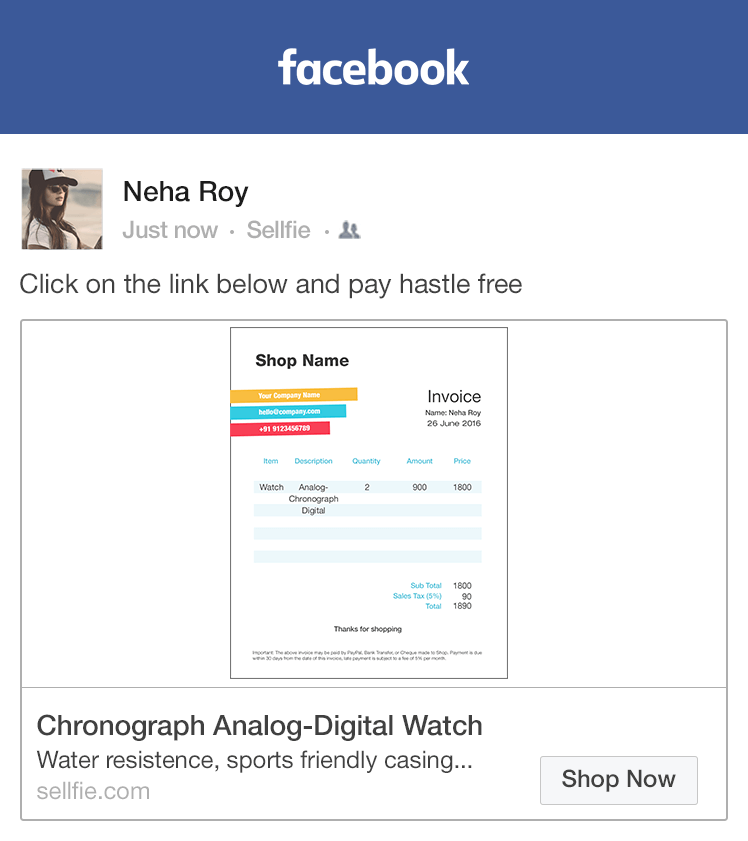 facebook
Neha Roy
Just now · Sellfie ·
Click on the link below and pay hastle free
Shop Name
Your Company Name
hello@company.com
+91 9123456789
Invoice
Name: Neha Roy
26 June 2016
Item Description Quantity Amount Price
Watch Analog- 2 900 1800
Chronograph
Digital
Sub Total 1800
Sales Tax (5%) 90
Total 1890
Thanks for shopping
Important: The above invoice may be paid by PayPal, Bank Transfer, or Cheque made to Shop. Payment is due
within 30 days from the date of this invoice, late payment is subject to a fee of 5% per month.
Chronograph Analog-Digital Watch
Water resistence, sports friendly casing...
sellfie.com
Shop Now